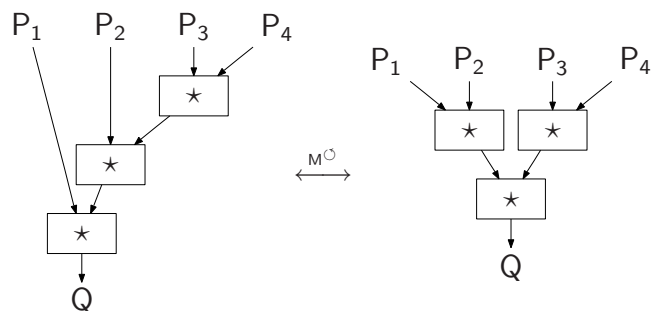 P₁ P₂ P₃ P₄
⋆
⋆
⋆
Q
M↺
⟷
P₁ P₂ P₃ P₄
⋆ ⋆
⋆
Q